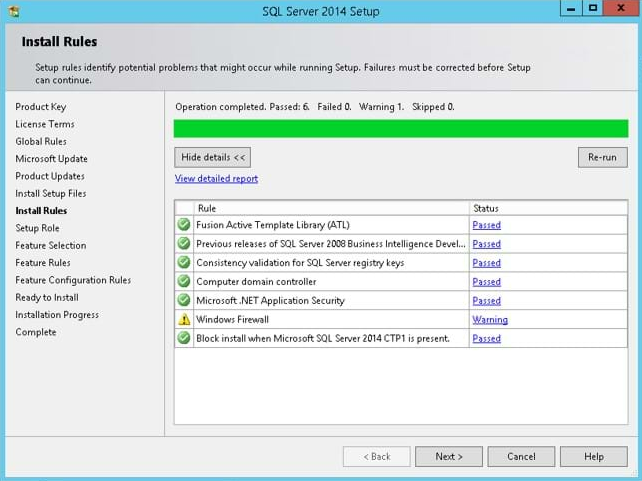 SQL Server 2014 Setup
Install Rules
Setup rules identify potential problems that might occur while running Setup. Failures must be corrected before Setup
can continue.
Product Key
License Terms
Global Rules
Microsoft Update
Product Updates
Install Setup Files
Install Rules
Setup Role
Feature Selection
Feature Rules
Feature Configuration Rules
Ready to Install
Installation Progress
Complete
Operation completed. Passed: 6. Failed 0. Warning 1. Skipped 0.
Hide details <<
Re-run
View detailed report
Rule Status
Fusion Active Template Library (ATL) Passed
Previous releases of SQL Server 2008 Business Intelligence Devel... Passed
Consistency validation for SQL Server registry keys Passed
Computer domain controller Passed
Microsoft .NET Application Security Passed
Windows Firewall Warning
Block install when Microsoft SQL Server 2014 CTP1 is present. Passed
< Back Next > Cancel Help